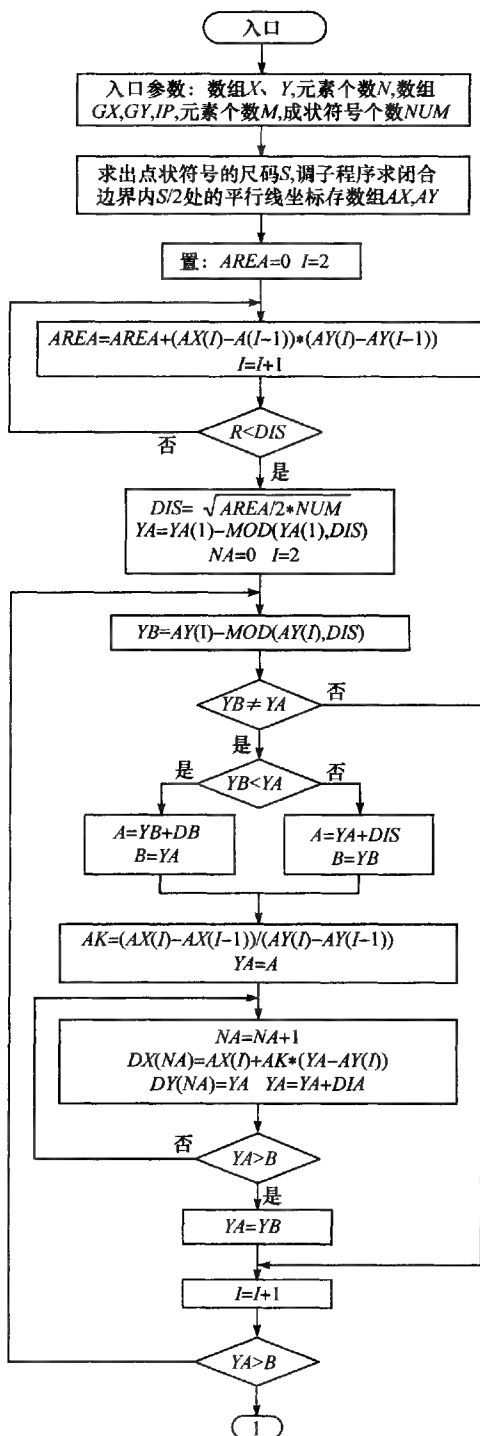 入口
入口参数：数组X、Y,元素个数N,数组
GX,GY,IP,元素个数M,成状符号个数NUM
求出点状符号的尺码S,调子程序求闭合
边界内S/2处的平行线坐标存数组AX,AY
置：AREA=0 I=2
AREA=AREA+(AX(I)-A(I-1))*(AY(I)-AY(I-1))
I=I+1
R<DIS
否
是
DIS= √AREA/2*NUM
YA=YA(1)-MOD(YA(1),DIS)
NA=0 I=2
YB=AY(I)-MOD(AY(I),DIS)
YB≠YA
否
是
YB<YA
是
否
A=YB+DB
B=YA
A=YA+DIS
B=YB
AK=(AX(I)-AX(I-1))/(AY(I)-AY(I-1))
YA=A
NA=NA+1
DX(NA)=AX(I)+AK*(YA-AY(I))
DY(NA)=YA YA=YA+DIA
否
YA>B
是
YA=YB
I=I+1
YA>B
1